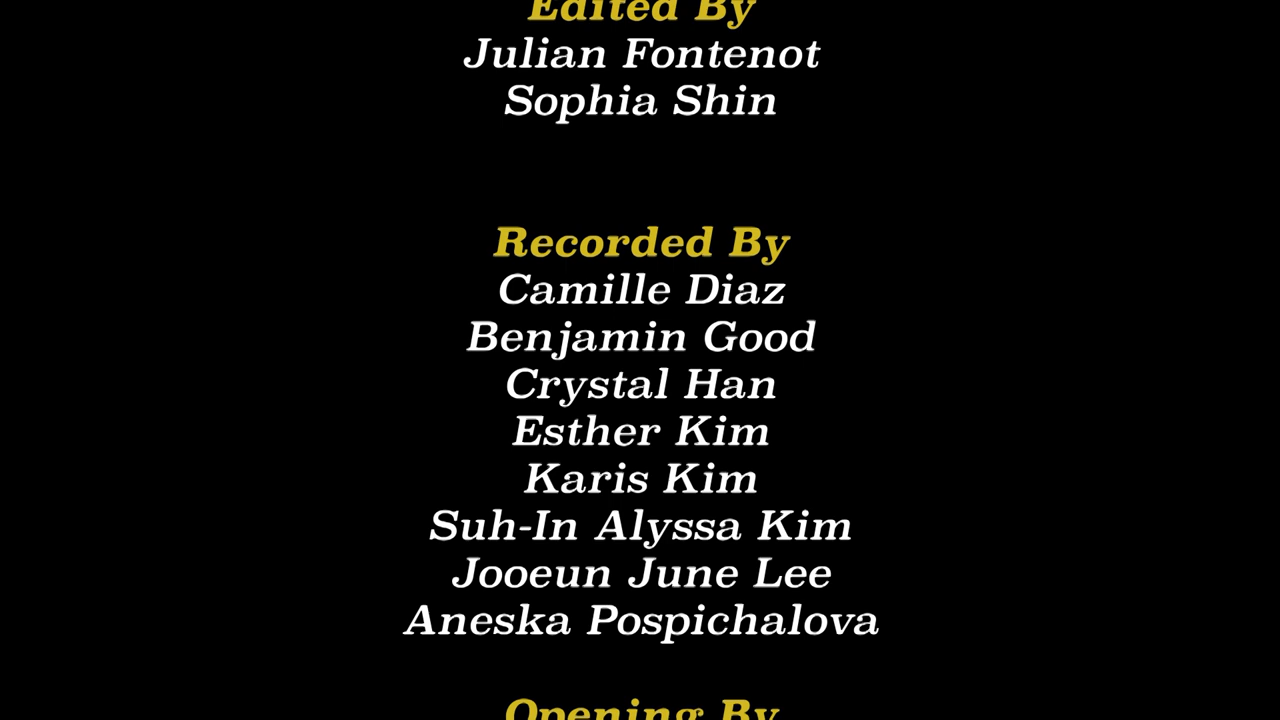 Edited By
Julian Fontenot
Sophia Shin
Recorded By
Camille Diaz
Benjamin Good
Crystal Han
Esther Kim
Karis Kim
Suh-In Alyssa Kim
Jooeun June Lee
Aneska Pospichalova
Opening By